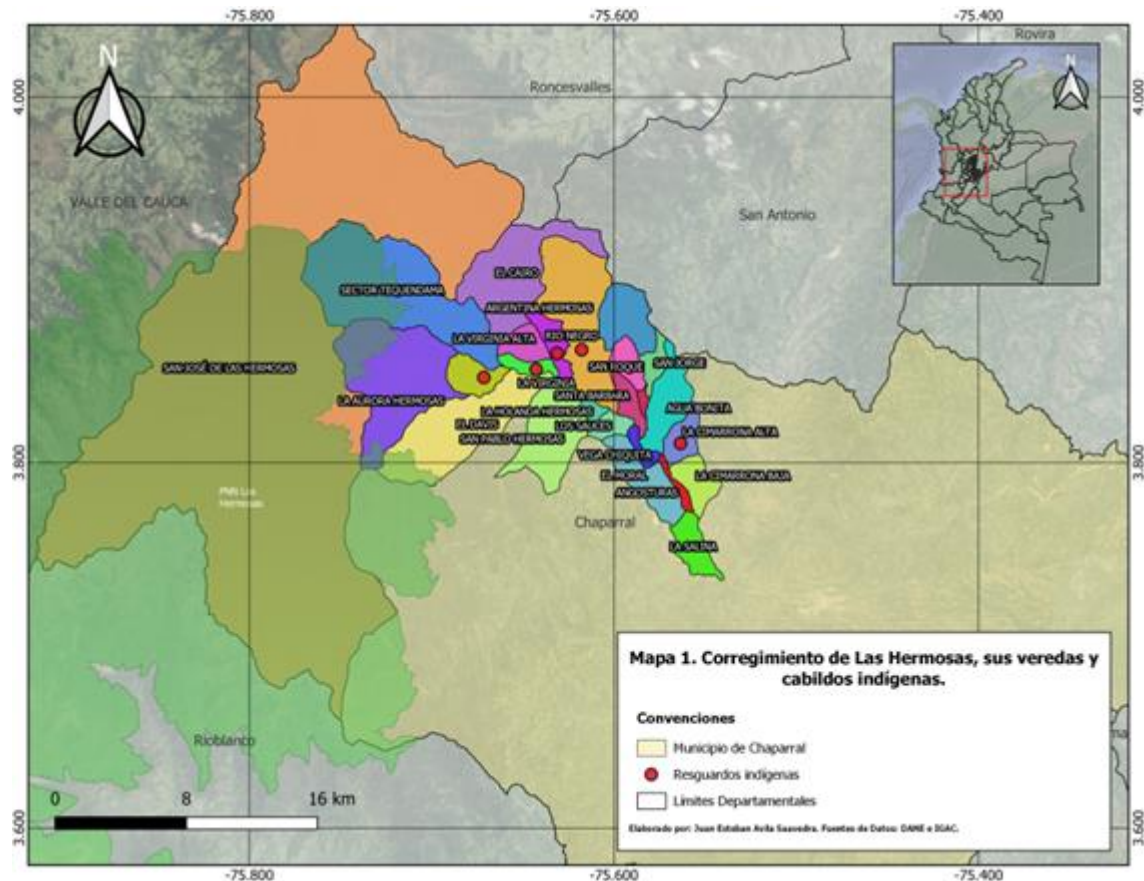 -75.800
-75.600
-75.400
N
Roncesvalles
Rovira
N
4.000
4.000
VALLE DEL CAUCA
San Antonio
EL CAIRO
SECTOR TEQUENDAMA
ARGENTINA HERMOSAS
LA VIRGINIA ALTA
RIO NEGRO
SAN JOSÉ DE LAS HERMOSAS
SAN ROQUE
SAN JORGE
LA VIRGINIA
LA AURORA HERMOSAS
SANTA BARBARA
LA HOLANDA HERMOSAS
AGUA BONITA
EL DAVIS
LOS SAUCES
LA CIMARRONA ALTA
SAN PABLO HERMOSAS
3.800
3.800
VEGA CHIQUITA
EL MORAL
LA CIMARRONA BAJA
ANGOSTURAS
PNN Las
Hermosas
Chaparral
LA SALINA
Mapa 1. Corregimiento de Las Hermosas, sus veredas y
cabildos indígenas.
Convenciones
Municipio de Chaparral
Resguardos indígenas
Límites Departamentales
Elaborado por: Juan Esteban Avila Saavedra. Fuentes de Datos: DANE e IGAC.
Rioblanco
0 8 16 km
3.600
3.600
-75.800
-75.600
-75.400